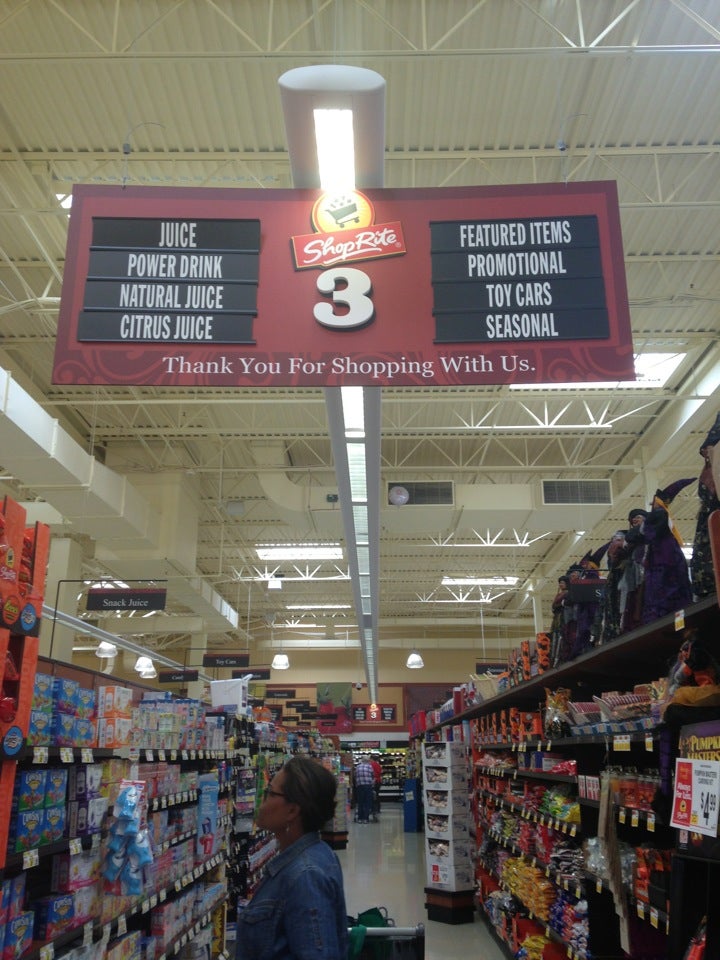 JUICE
POWER DRINK
NATURAL JUICE
CITRUS JUICE
ShopRite
3
FEATURED ITEMS
PROMOTIONAL
TOY CARS
SEASONAL
Thank You For Shopping With Us.
Snack Juice
Toy Cars
3
$4.99